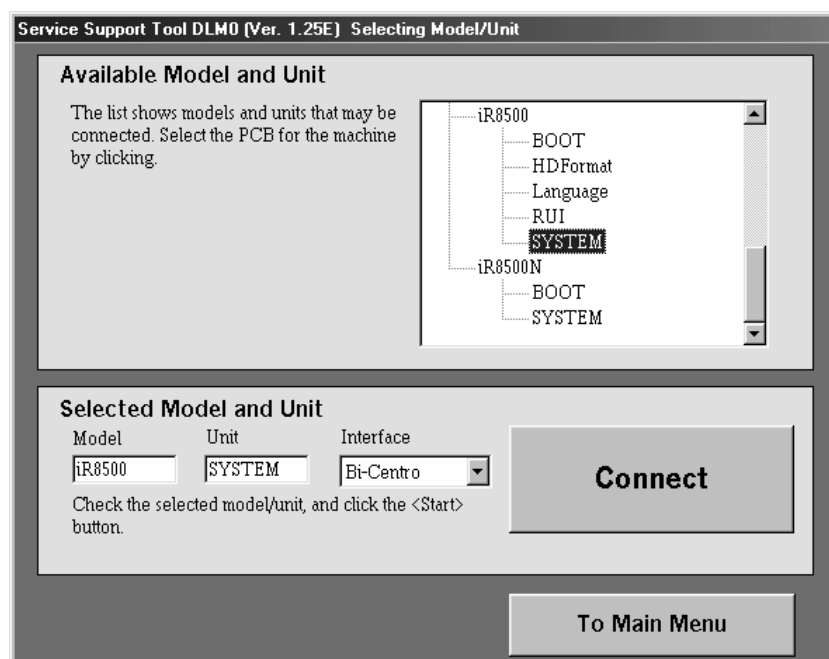 Service Support Tool DLM0 (Ver. 1.25E) Selecting Model/Unit
Available Model and Unit
The list shows models and units that may be
connected. Select the PCB for the machine
by clicking.
iR8500
BOOT
HDFormat
Language
RUI
SYSTEM
iR8500N
BOOT
SYSTEM
Selected Model and Unit
Model Unit Interface
iR8500 SYSTEM Bi-Centro
Check the selected model/unit, and click the <Start>
button.
Connect
To Main Menu